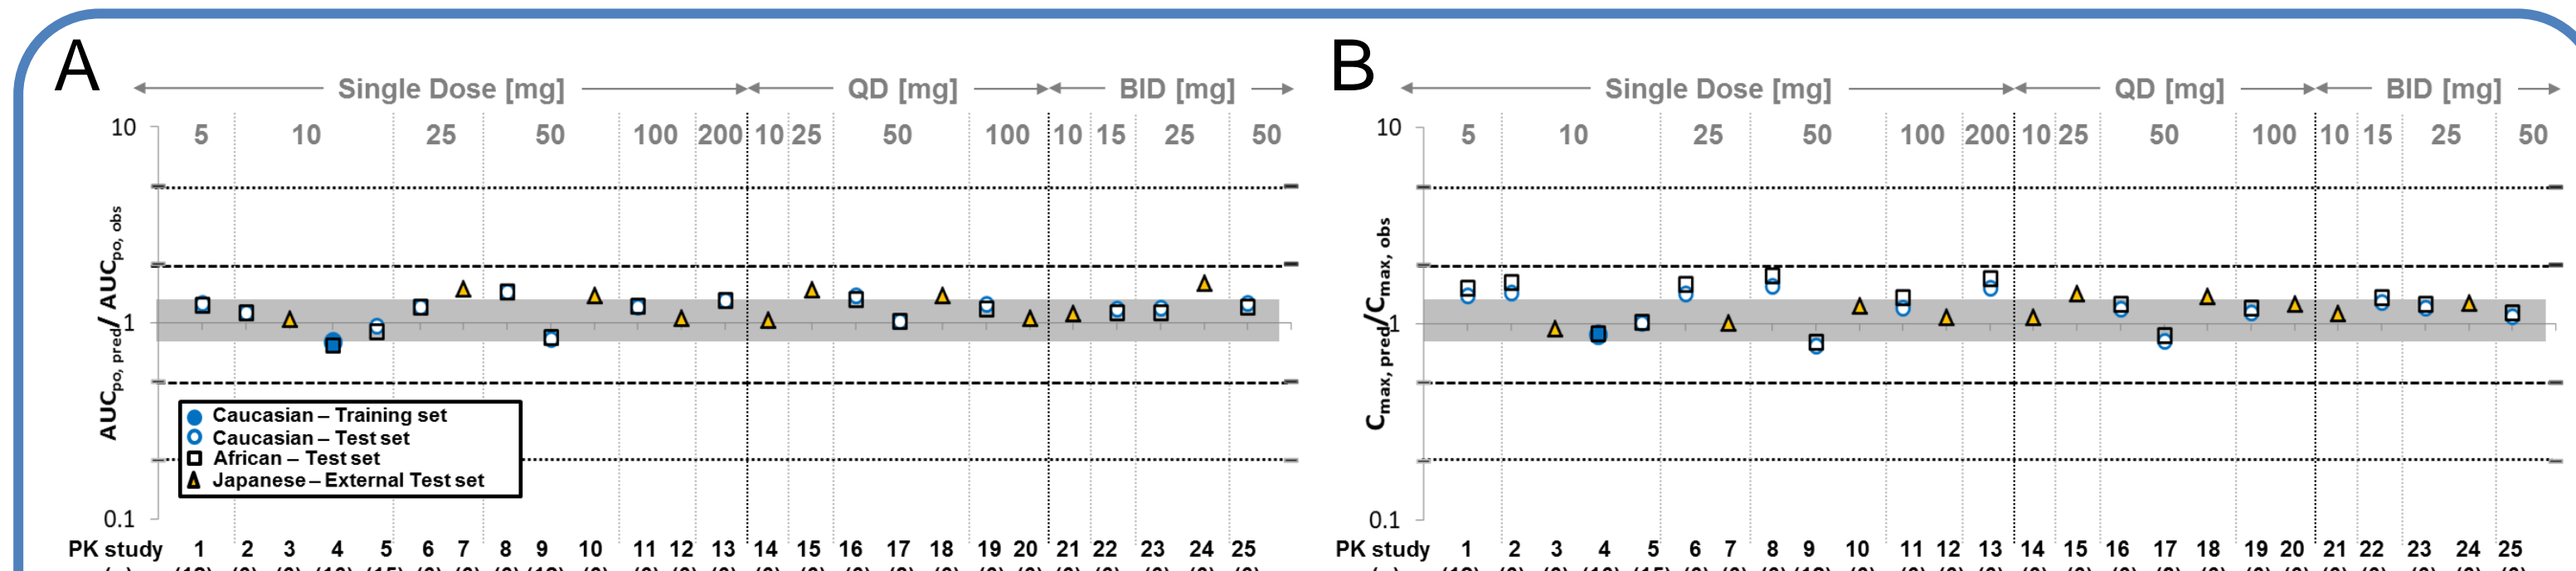 A
Single Dose [mg] QD [mg] BID [mg]
5 10 25 50 100 200 10 25 50 100 10 15 25 50
10
1
0.1
AUCpo, pred/ AUCpo, obs
Caucasian – Training set
Caucasian – Test set
African – Test set
Japanese – External Test set
PK study 1 2 3 4 5 6 7 8 9 10 11 12 13 14 15 16 17 18 19 20 21 22 23 24 25
B
Single Dose [mg] QD [mg] BID [mg]
5 10 25 50 100 200 10 25 50 100 10 15 25 50
10
1
0.1
Cmax, pred/Cmax, obs
PK study 1 2 3 4 5 6 7 8 9 10 11 12 13 14 15 16 17 18 19 20 21 22 23 24 25